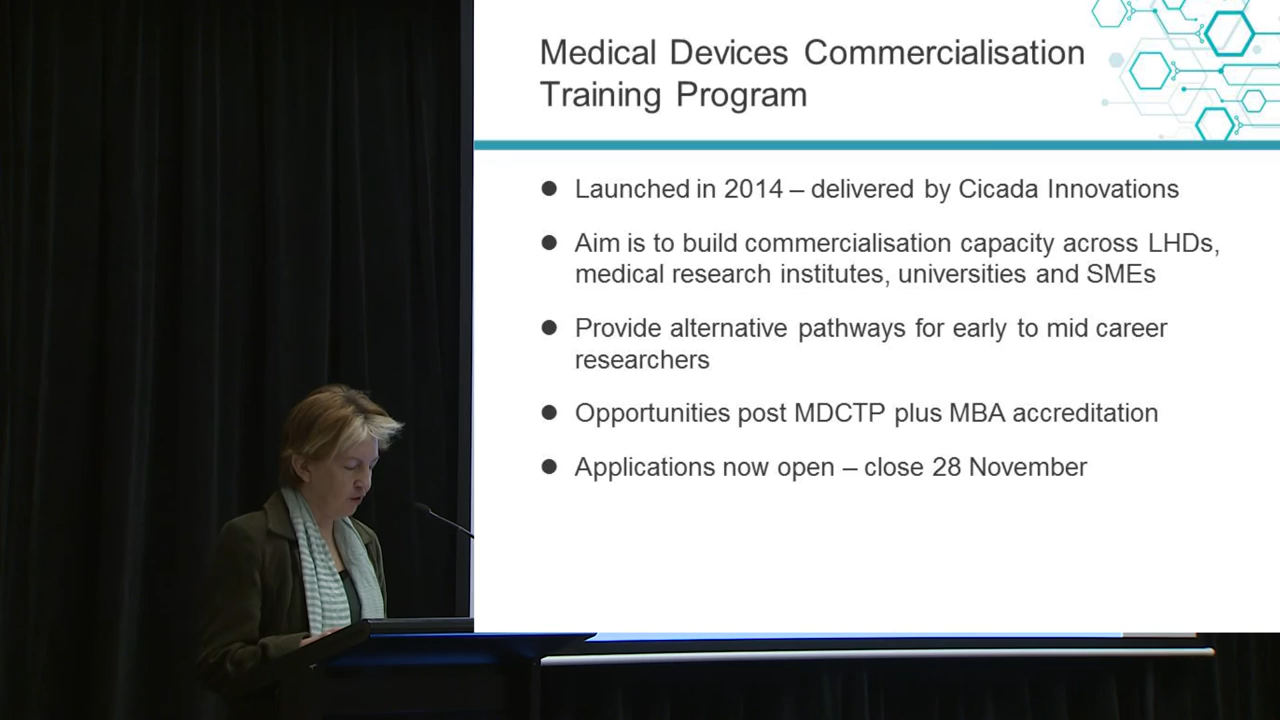 Medical Devices Commercialisation
Training Program
● Launched in 2014 – delivered by Cicada Innovations
● Aim is to build commercialisation capacity across LHDs,
medical research institutes, universities and SMEs
● Provide alternative pathways for early to mid career
researchers
● Opportunities post MDCTP plus MBA accreditation
● Applications now open – close 28 November